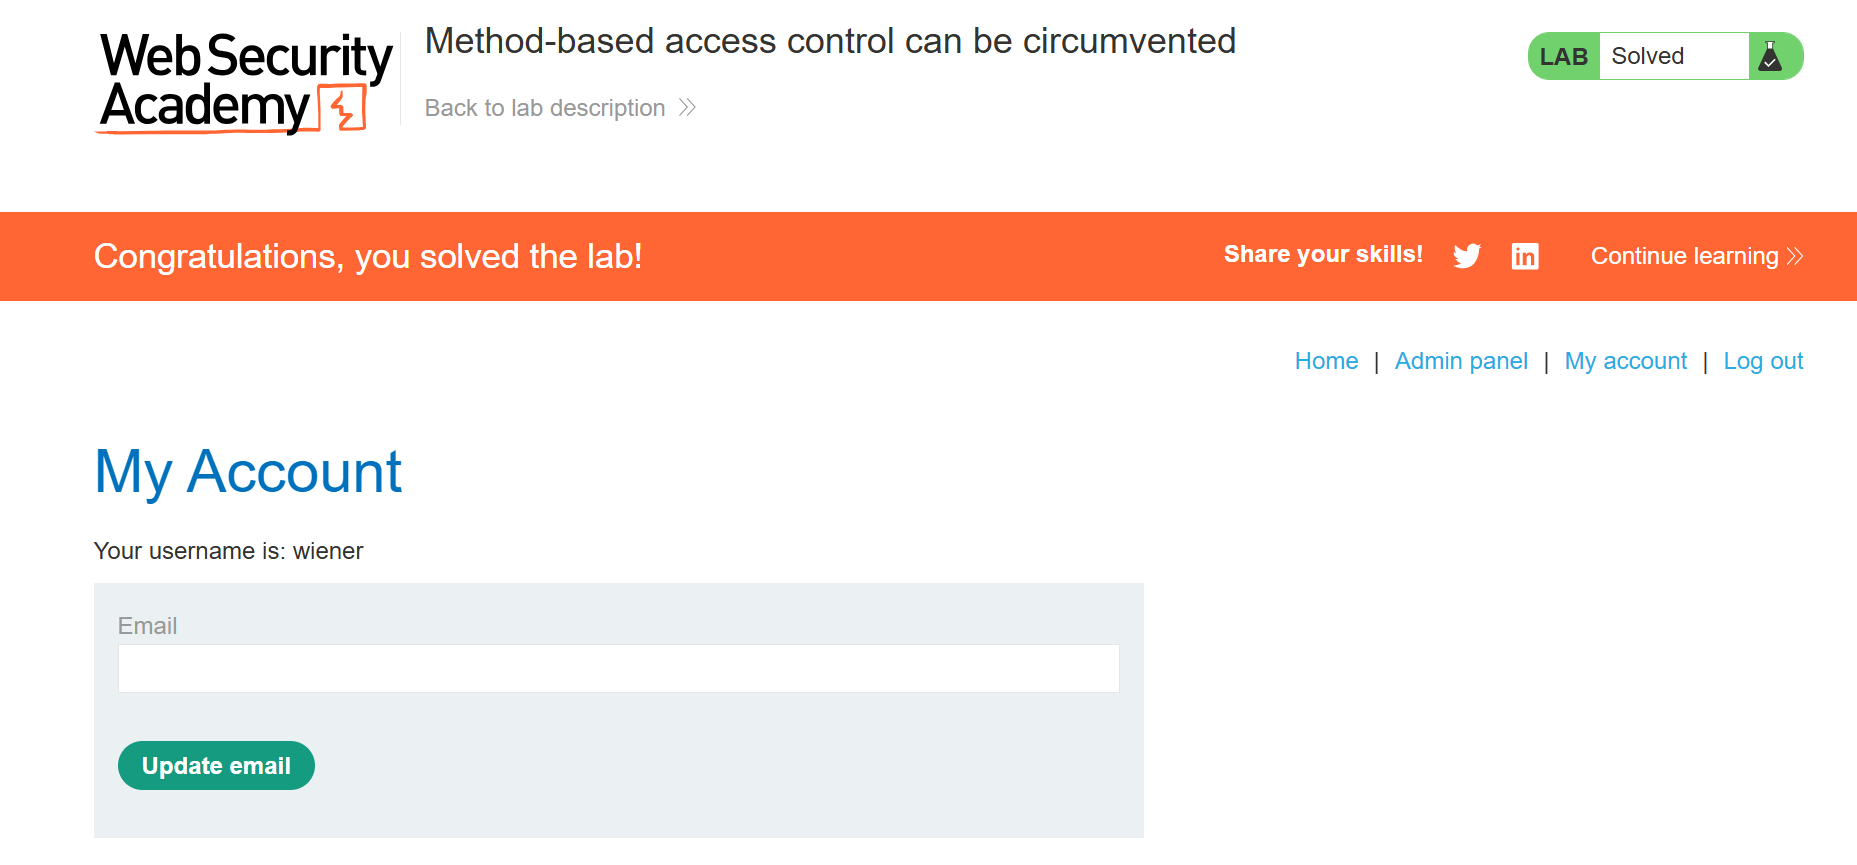 Web Security
Academy
Method-based access control can be circumvented
Back to lab description
LAB Solved
Congratulations, you solved the lab!
Share your skills!
Continue learning
Home | Admin panel | My account | Log out
My Account
Your username is: wiener
Email
Update email